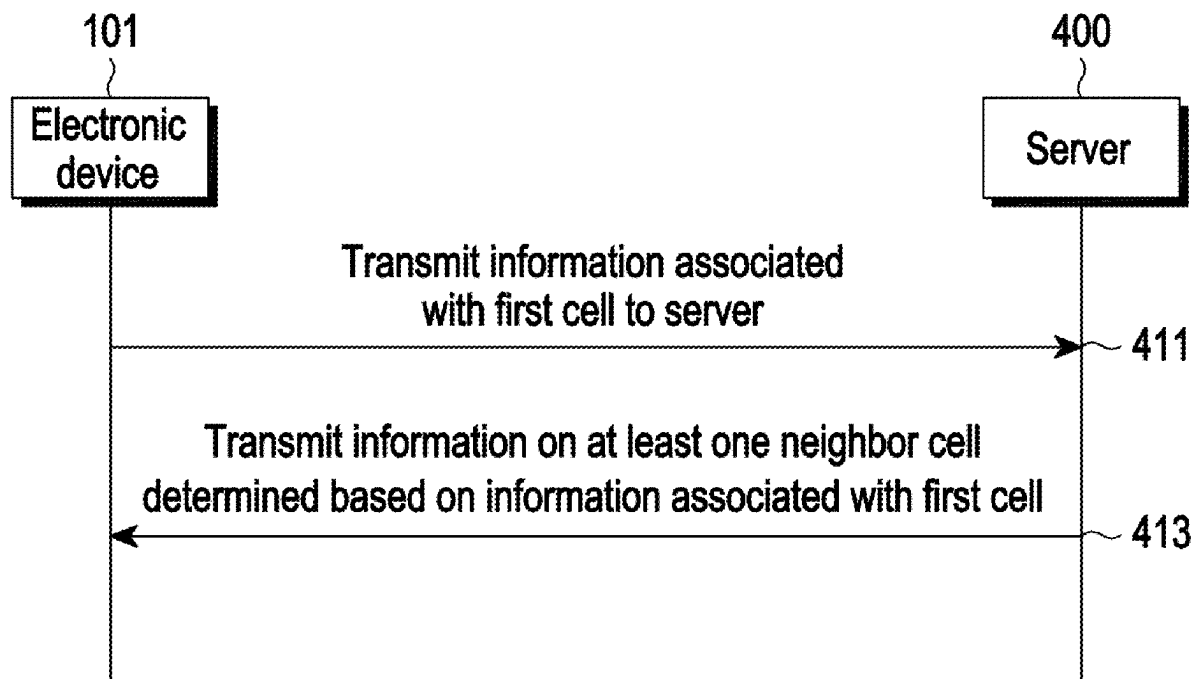 101
400
Electronic
device
Server
Transmit information associated
with first cell to server
411
Transmit information on at least one neighbor cell
determined based on information associated with first cell
413